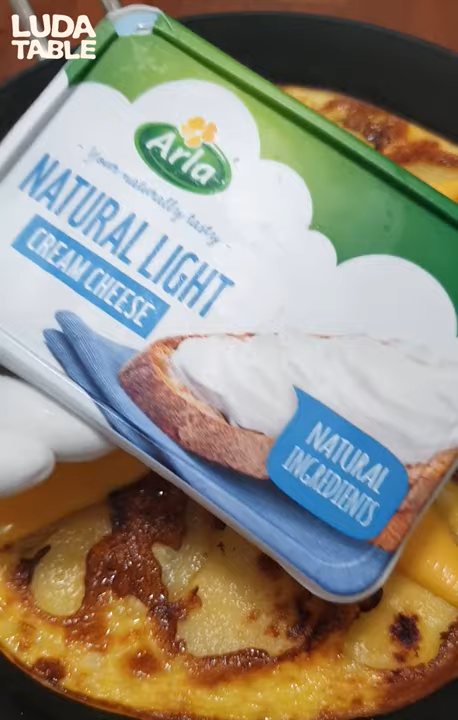 LUDA
TABLE
Arla
Your naturally tasty
NATURAL LIGHT
CREAM CHEESE
NATURAL
INGREDIENTS